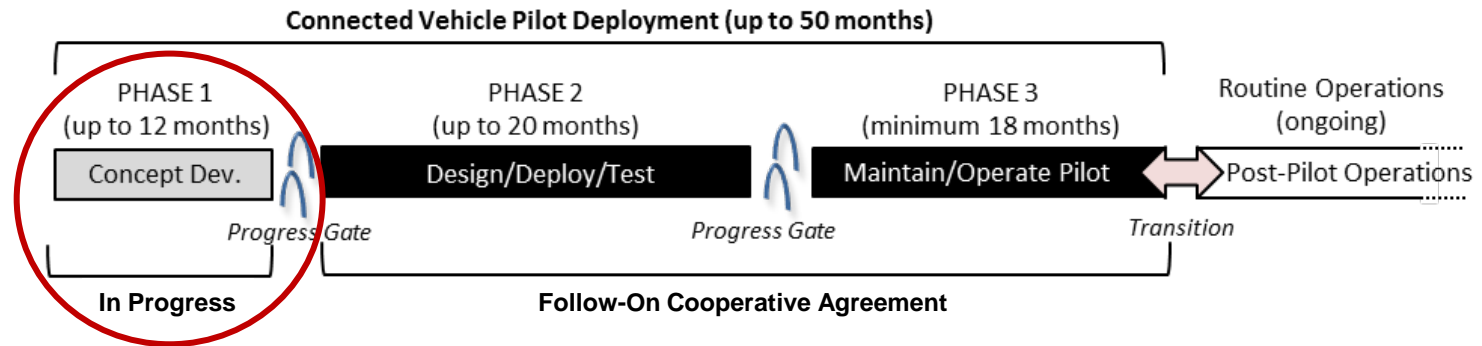 Connected Vehicle Pilot Deployment (up to 50 months)
PHASE 1
(up to 12 months)
PHASE 2
(up to 20 months)
PHASE 3
(minimum 18 months)
Routine Operations
(ongoing)
Concept Dev.
Design/Deploy/Test
Maintain/Operate Pilot
Post-Pilot Operations
Progress Gate
Progress Gate
Transition
In Progress
Follow-On Cooperative Agreement